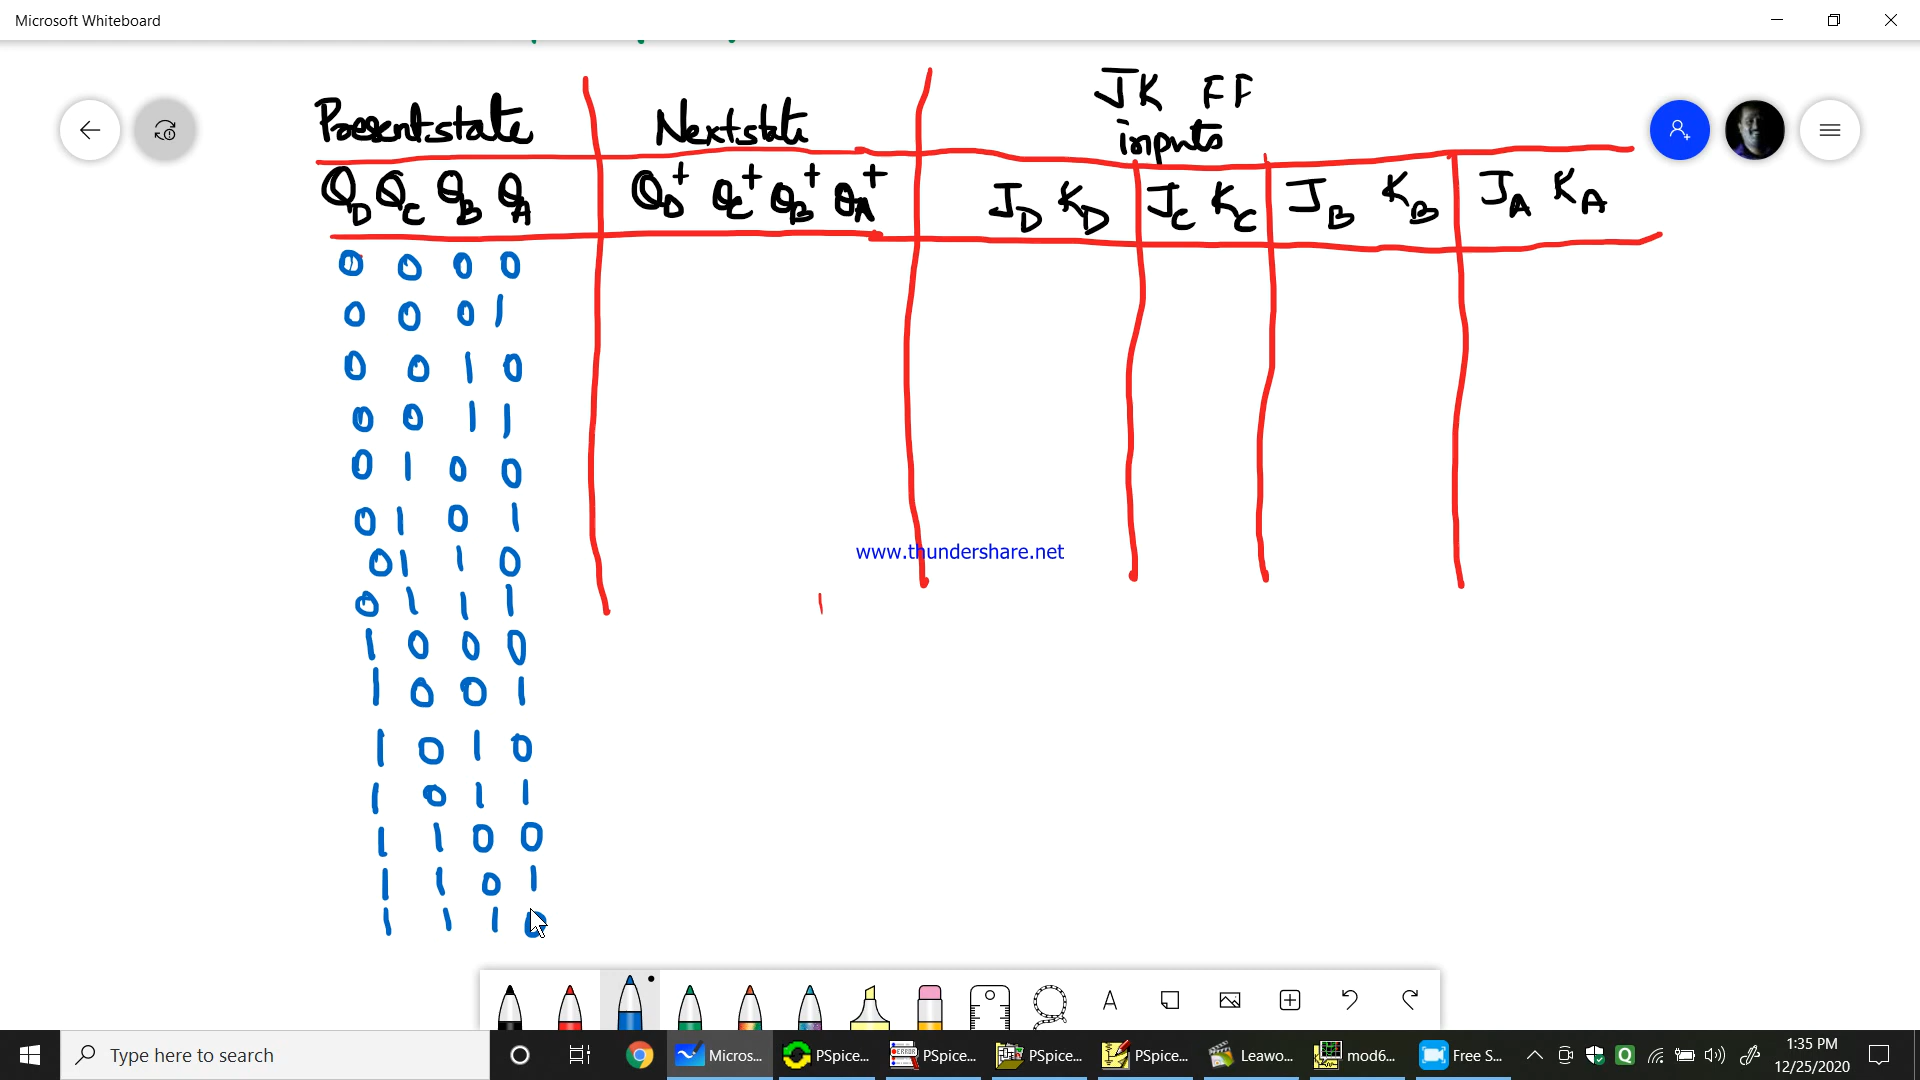 Microsoft Whiteboard
JK FF
Present state Next state inputs
QD QC QB QA QD+ QC+ QB+ QA+ JD KD JC KC JB KB JA KA
0 0 0 0
0 0 0 1
0 0 1 0
0 0 1 1
0 1 0 0
0 1 0 1
www.thundershare.net
0 1 1 0
0 1 1 1
1 0 0 0
1 0 0 1
1 0 1 0
1 0 1 1
1 1 0 0
1 1 0 1
1 1 1 0
A
Type here to search
Micros...
PSpice...
PSpice...
PSpice...
PSpice...
Leawo...
mod6...
Free S...
1:35 PM
12/25/2020